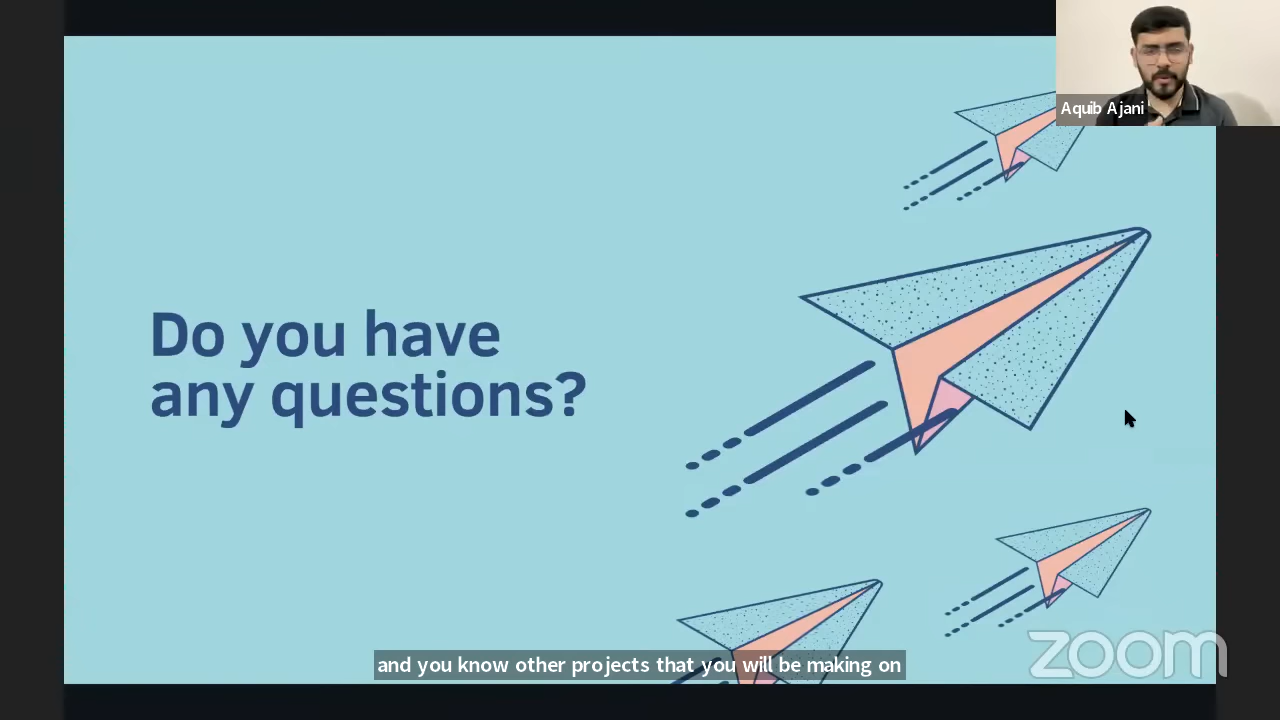 Aquib Ajani
Do you have
any questions?
zoom
and you know other projects that you will be making on